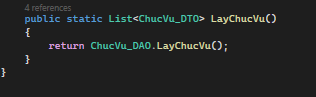 4 references
public static List<ChucVu_DTO> LayChucVu()
{
return ChucVu_DAO.LayChucVu();
}
}